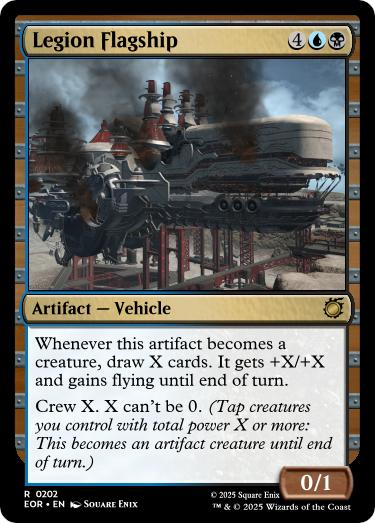 Legion Flagship 4
Artifact — Vehicle
Whenever this artifact becomes a
creature, draw X cards. It gets +X/+X
and gains flying until end of turn.
Crew X. X can't be 0. (Tap creatures
you control with total power X or more:
This becomes an artifact creature until end
of turn.)
0/1
R 0202
EOR • EN SQUARE ENIX
© 2025 Square Enix
™ & © 2025 Wizards of the Coast